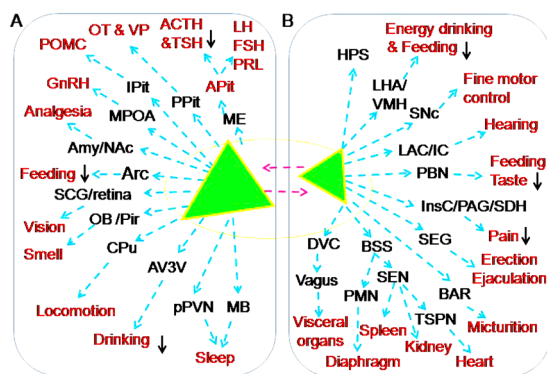 A
OT & VP
POMC
ACTH
&TSH
LH
FSH
PRL
GnRH
IPit
PPit
APit
Analgesia
MPOA
ME
Amy/NAc
Feeding
Arc
SCG/retina
Vision
OB /Pir
Smell
CPu
AV3V
Locomotion
pPVN
MB
Drinking
Sleep
B
HPS
Energy drinking
& Feeding
LHA/
VMH
SNc
Fine motor
control
LAC/IC
Hearing
PBN
Feeding
Taste
InsC/PAG/SDH
Pain
DVC
BSS
SEG
Erection
Ejaculation
Vagus
PMN
SEN
BAR
TSPN
Micturition
Visceral
organs
Spleen
Kidney
Diaphragm
Heart